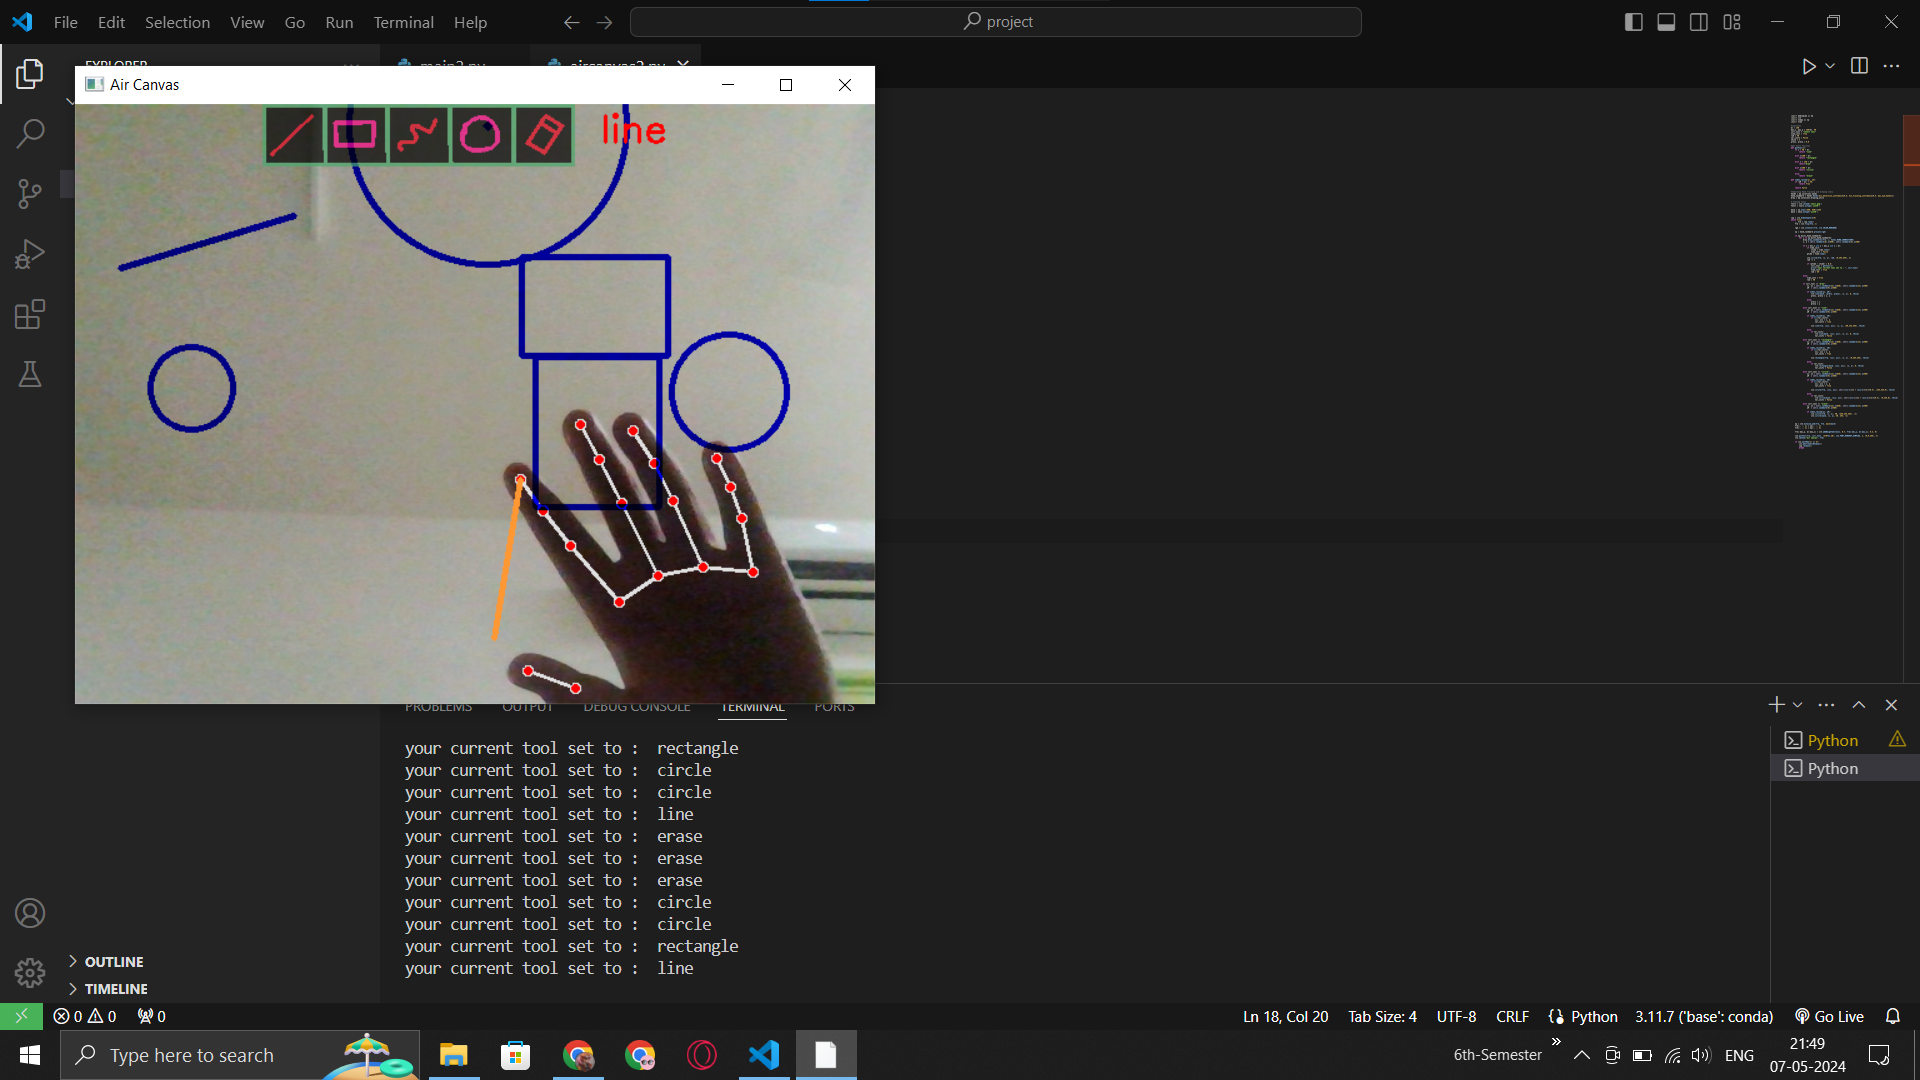 File Edit Selection View Go Run Terminal Help
project
EXPLORER
main2.py
aircanvas2.py
Air Canvas
line
PROBLEMS OUTPUT DEBUG CONSOLE TERMINAL PORTS
your current tool set to :  rectangle
your current tool set to :  circle
your current tool set to :  circle
your current tool set to :  line
your current tool set to :  erase
your current tool set to :  erase
your current tool set to :  erase
your current tool set to :  circle
your current tool set to :  circle
your current tool set to :  rectangle
your current tool set to :  line
Python
Python
OUTLINE
TIMELINE
0 0 0 Ln 18, Col 20 Tab Size: 4 UTF-8 CRLF Python 3.11.7 ('base': conda) Go Live
Type here to search
6th-Semester
ENG
21:49
07-05-2024